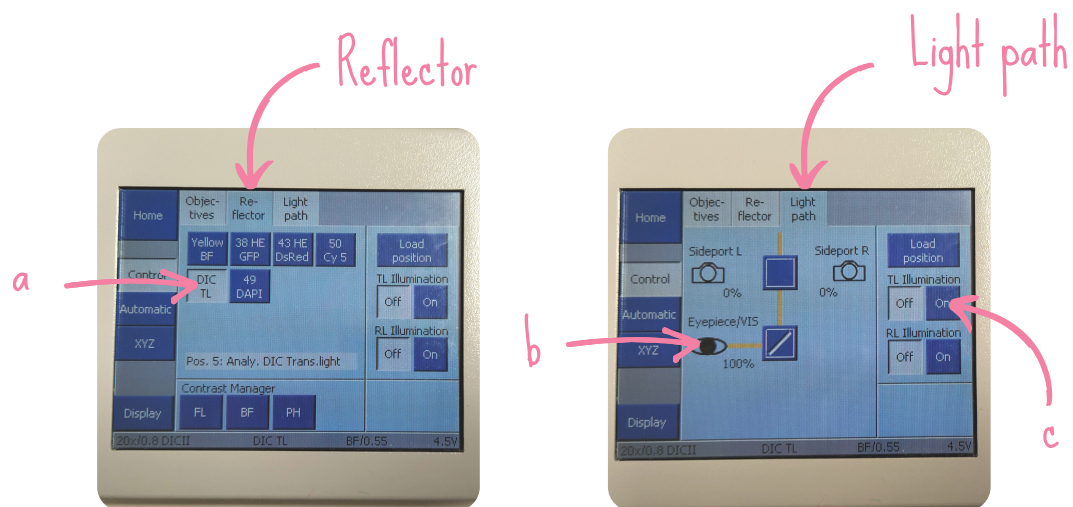 Reflector
Light path
a
b
c
Home
Control
Automatic
XYZ
Display
Objec-
tives
Re-
flector
Light
path
Yellow
BF
38 HE
GFP
43 HE
DsRed
50
Cy 5
DIC
TL
49
DAPI
Pos. 5: Analy. DIC Trans.light
Contrast Manager
FL
BF
PH
Load
position
TL Illumination
Off
On
RL Illumination
Off
On
20x/0.8 DICII DIC TL BF/0.55 4.5V
Home
Control
Automatic
XYZ
Display
Objec-
tives
Re-
flector
Light
path
Sideport L
0%
Sideport R
0%
Eyepiece/VIS
100%
Load
position
TL Illumination
Off
On
RL Illumination
Off
On
20x/0.8 DICII DIC TL BF/0.55 4.5V